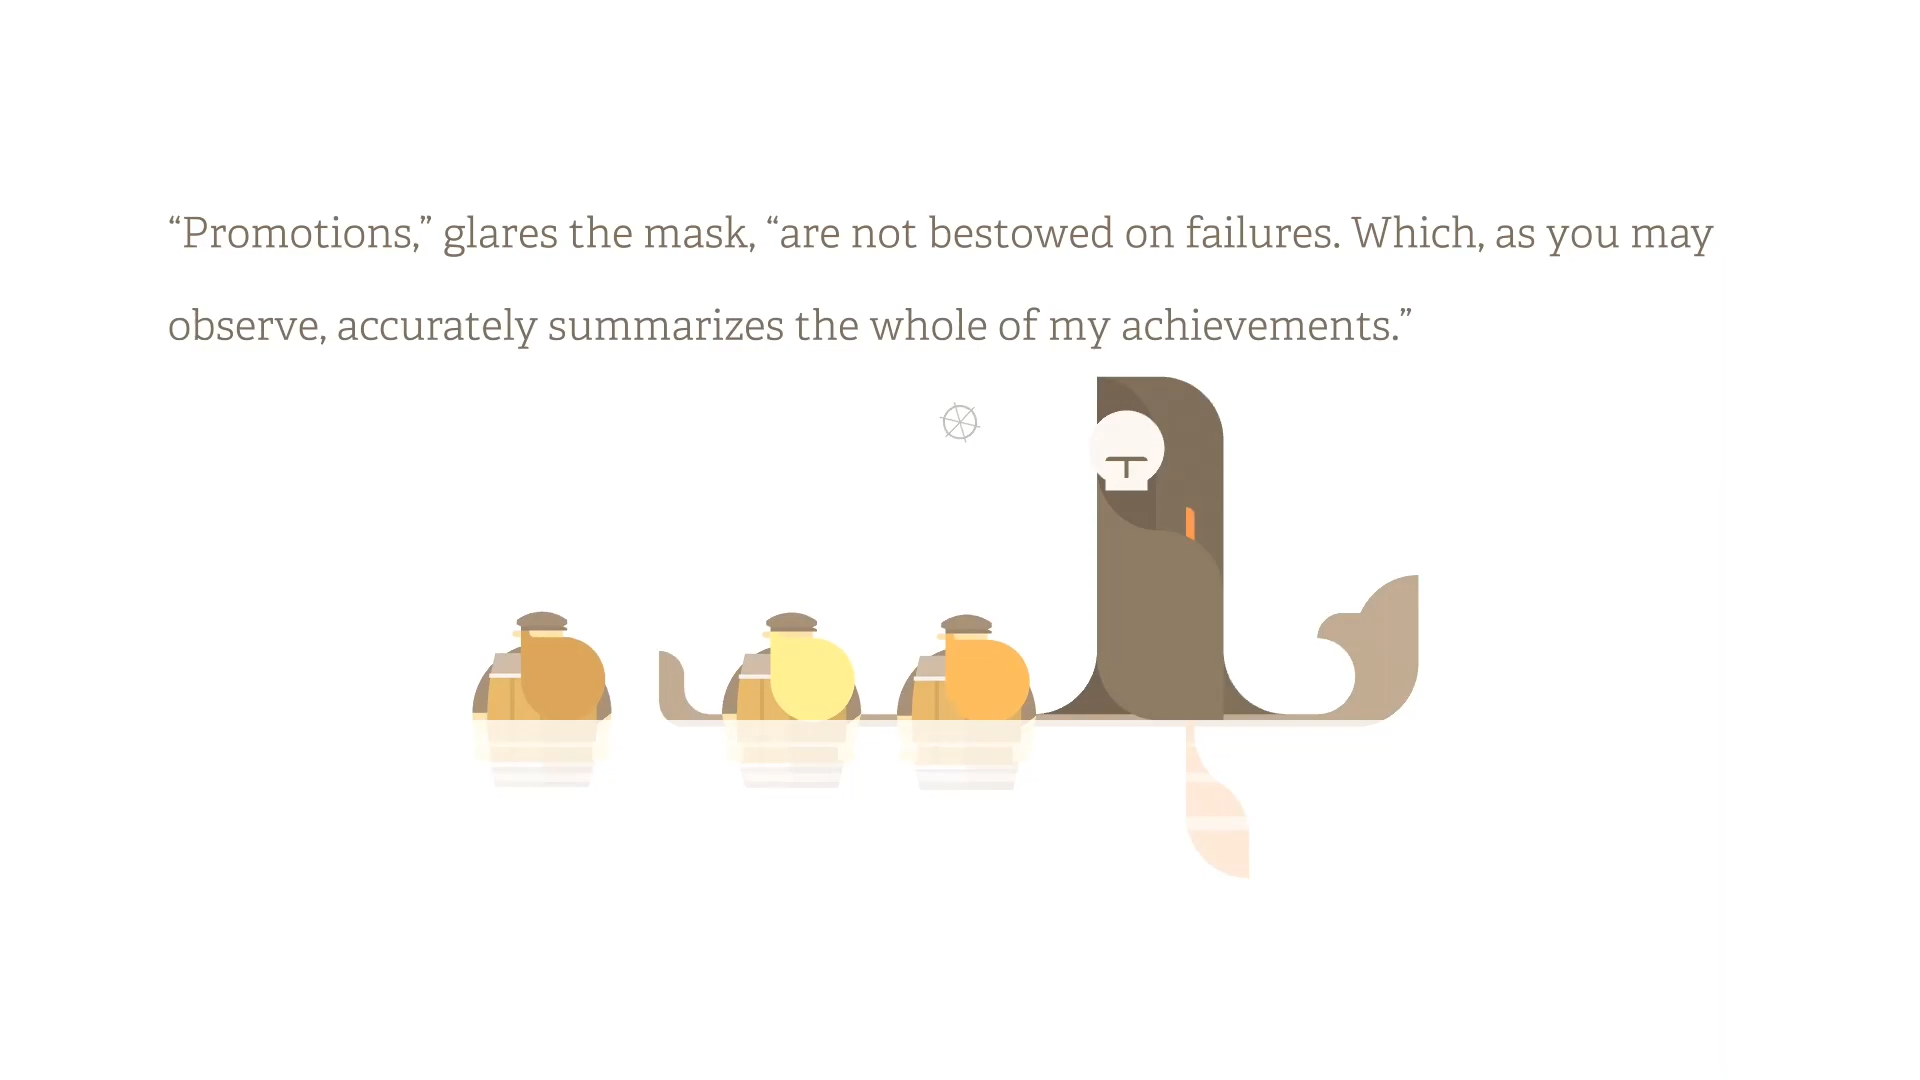 “Promotions,” glares the mask, “are not bestowed on failures. Which, as you may
observe, accurately summarizes the whole of my achievements.”